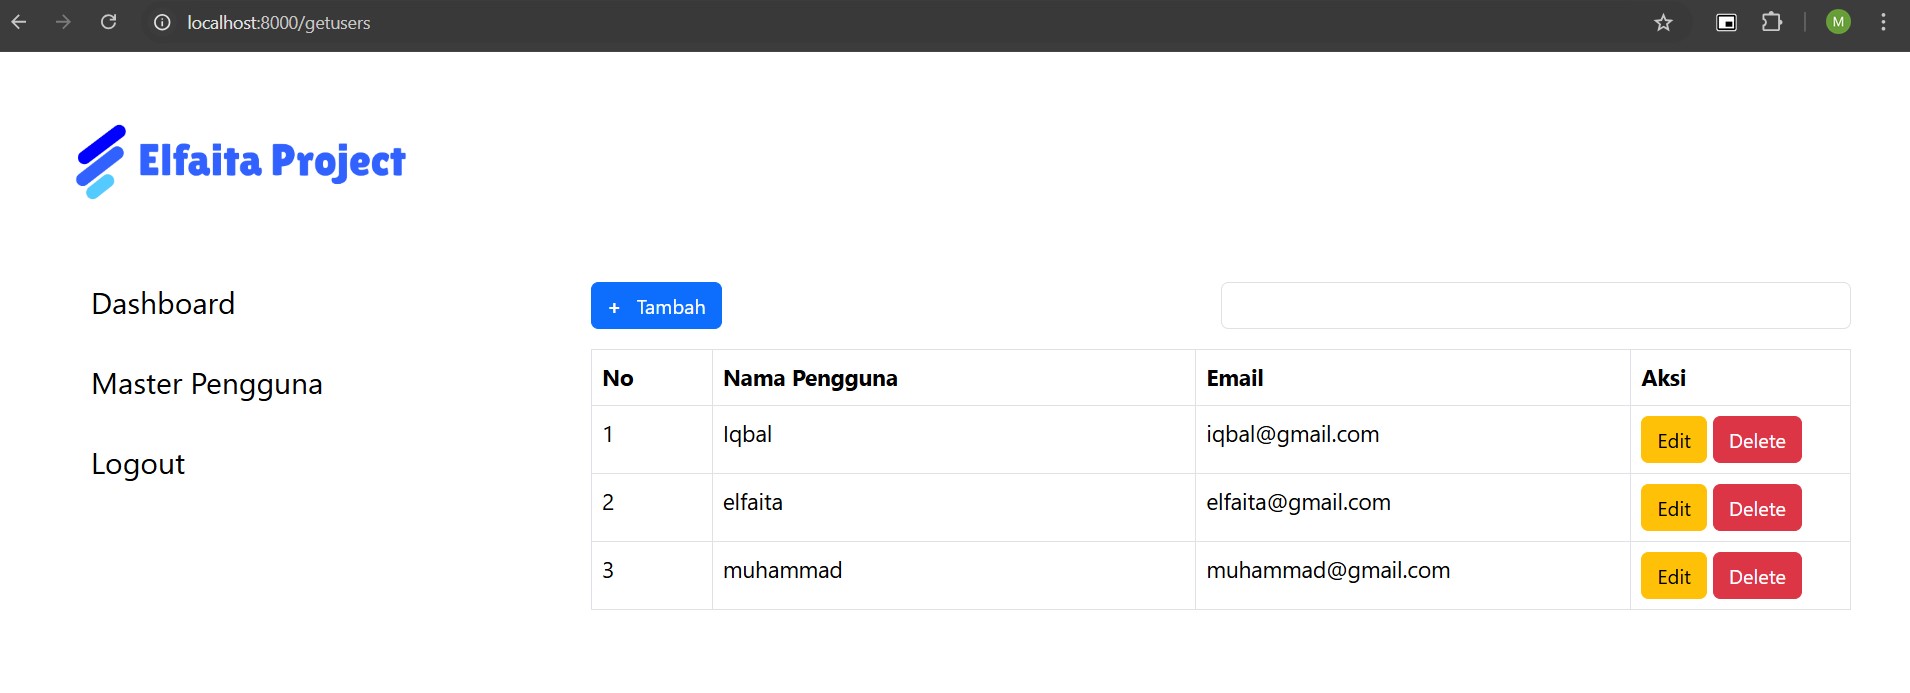 localhost:8000/getusers
M
Elfaita Project
Dashboard
Master Pengguna
Logout
+ Tambah
No Nama Pengguna Email Aksi
1 Iqbal iqbal@gmail.com Edit Delete
2 elfaita elfaita@gmail.com Edit Delete
3 muhammad muhammad@gmail.com Edit Delete